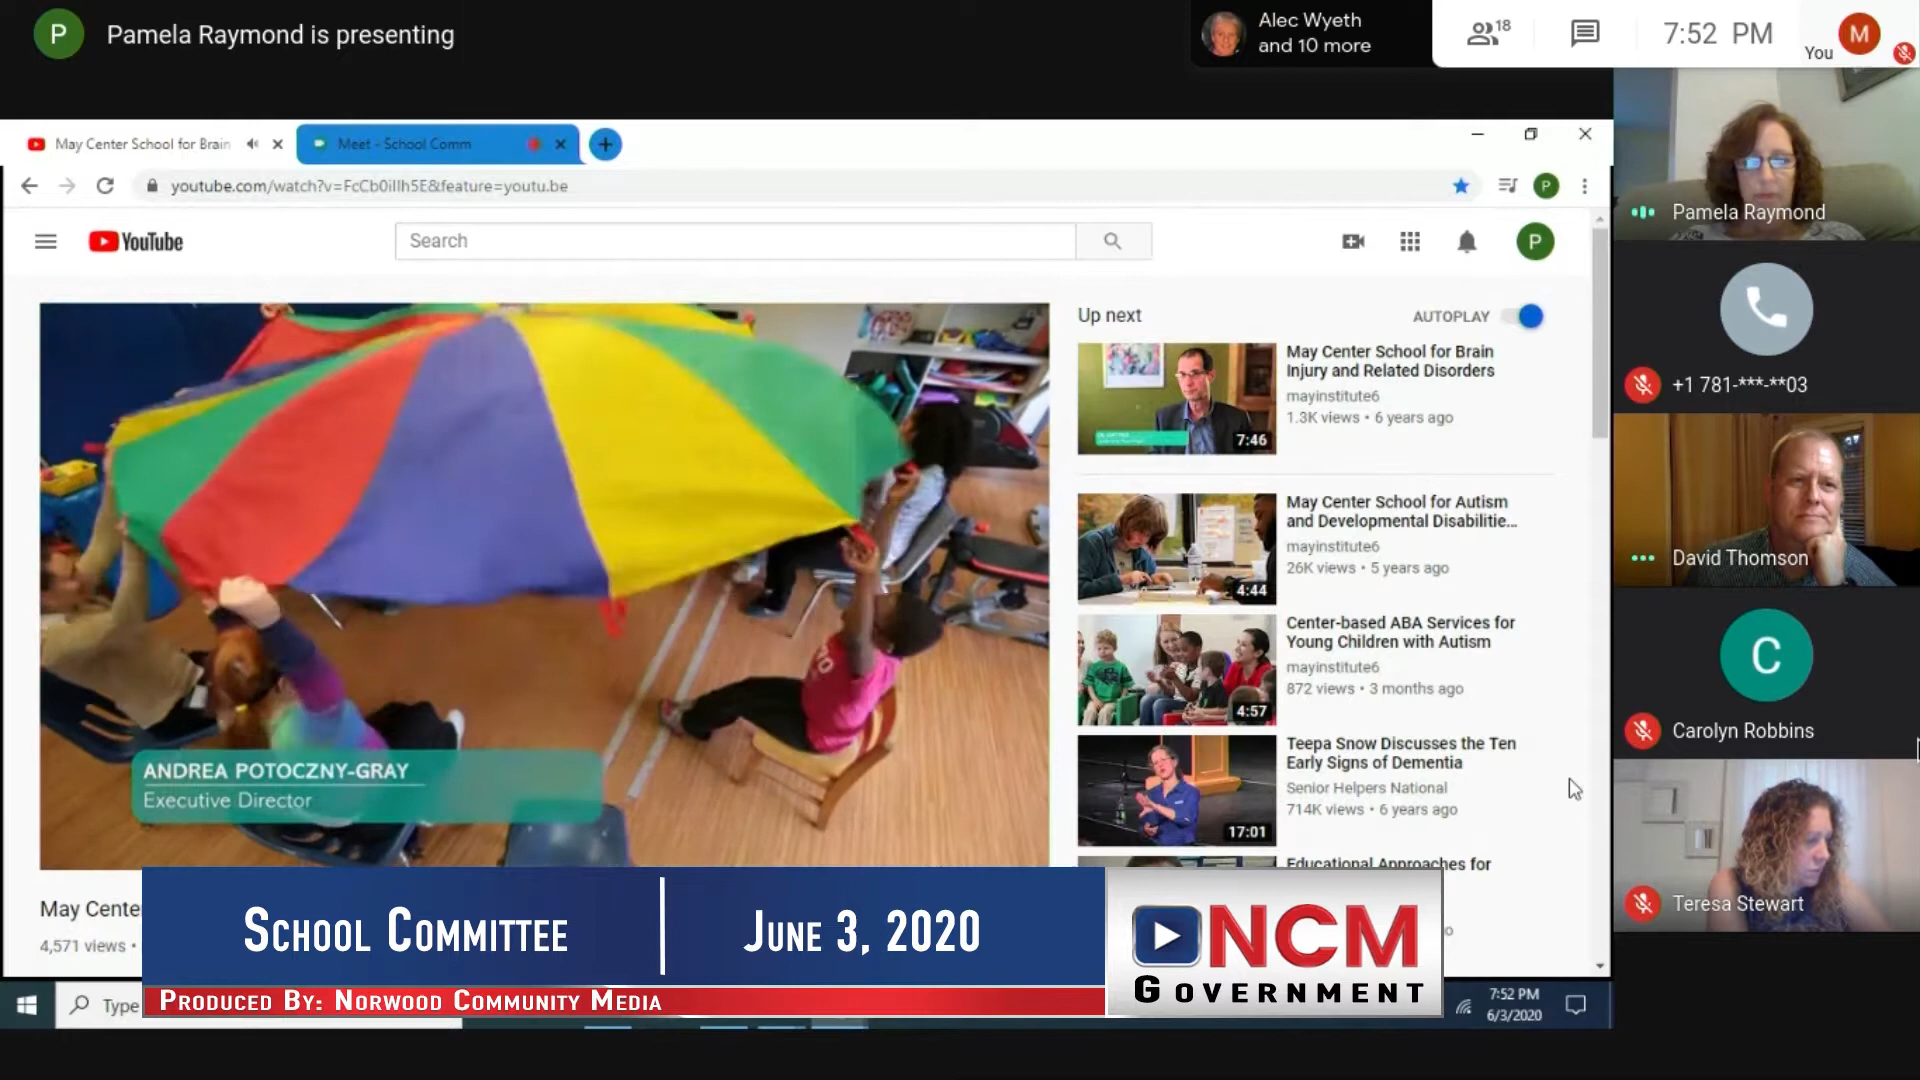 P
Pamela Raymond is presenting
Alec Wyeth
and 10 more
18
7:52 PM
You
M
May Center School for Brain
Meet - School Comm
youtube.com/watch?v=FcCb0illh5E&feature=youtu.be
P
YouTube
Search
P
Up next
AUTOPLAY
May Center School for Brain
Injury and Related Disorders
mayinstitute6
1.3K views • 6 years ago
7:46
May Center School for Autism
and Developmental Disabilitie...
mayinstitute6
26K views • 5 years ago
4:44
Center-based ABA Services for
Young Children with Autism
mayinstitute6
872 views • 3 months ago
4:57
Teepa Snow Discusses the Ten
Early Signs of Dementia
Senior Helpers National
714K views • 6 years ago
17:01
Educational Approaches for
ANDREA POTOCZNY-GRAY
Executive Director
May Cente
4,571 views •
Pamela Raymond
+1 781-***-**03
David Thomson
C
Carolyn Robbins
Teresa Stewart
School Committee
June 3, 2020
NCM
Government
Produced By: Norwood Community Media
Type
7:52 PM
6/3/2020